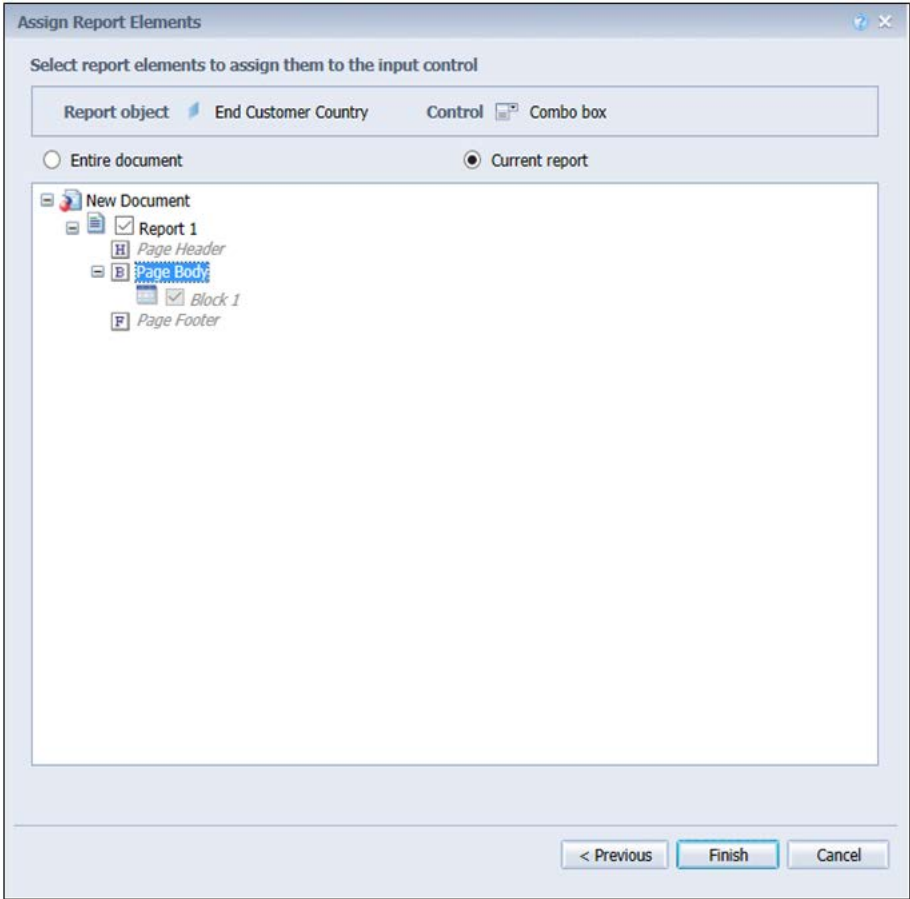 Assign Report Elements
Select report elements to assign them to the input control
Report object End Customer Country Control Combo box
Entire document Current report
New Document
Report 1
H Page Header
B Page Body
Block 1
F Page Footer
< Previous Finish Cancel